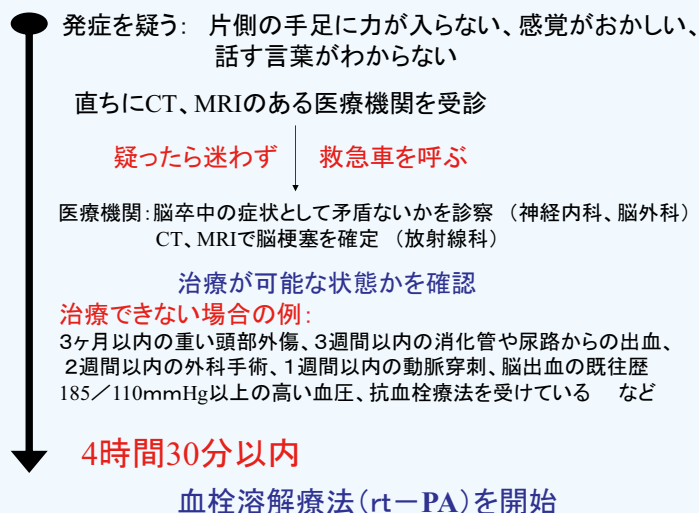 発症を疑う: 片側の手足に力が入らない、感覚がおかしい、
話す言葉がわからない
直ちにCT、MRIのある医療機関を受診
疑ったら迷わず 救急車を呼ぶ
医療機関:脳卒中の症状として矛盾ないかを診察 (神経内科、脳外科)
CT、MRIで脳梗塞を確定 (放射線科)
治療が可能な状態かを確認
治療できない場合の例:
3ヶ月以内の重い頭部外傷、3週間以内の消化管や尿路からの出血、
2週間以内の外科手術、1週間以内の動脈穿刺、脳出血の既往歴
185/110mmHg以上の高い血圧、抗血栓療法を受けている など
4時間30分以内
血栓溶解療法(rt-PA)を開始